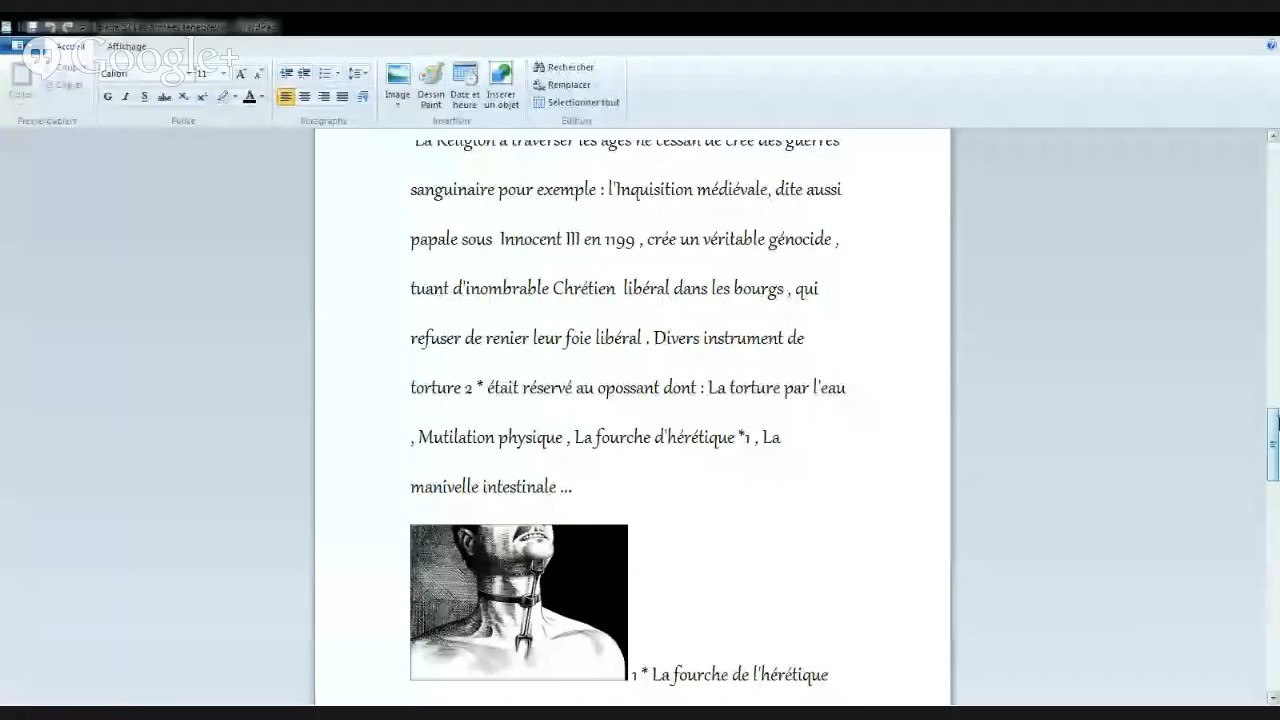 Google+
Accueil Affichage
Calibri 11
Image
Dessin Paint
Date et heure
Insérer un objet
Rechercher
Remplacer
Sélectionner tout
Presse-papiers Police Paragraphe Insertion Édition
La Religion a traverser les âges ne cessan de crée des guerres
sanguinaire pour exemple : l'Inquisition médiévale, dite aussi
papale sous Innocent III en 1199 , crée un véritable génocide ,
tuant d'inombrable Chrétien libéral dans les bourgs , qui
refuser de renier leur foie libéral . Divers instrument de
torture 2 * était réservé au opossant dont : La torture par l'eau
, Mutilation physique , La fourche d'hérétique *1 , La
manivelle intestinale ...
1 * La fourche de l'hérétique